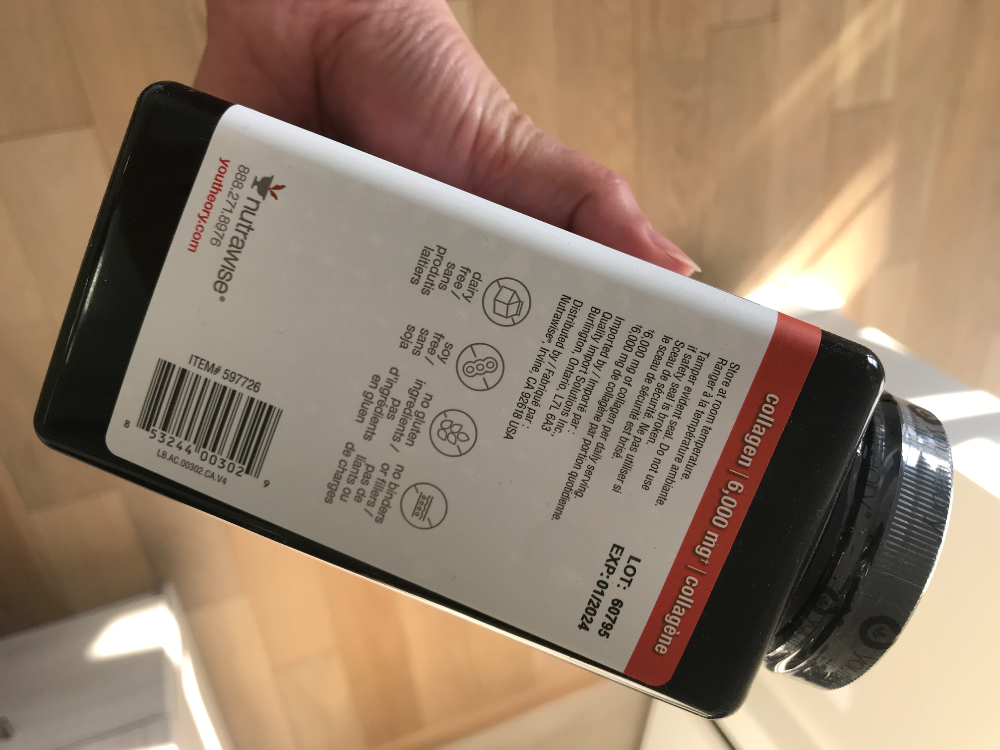 collagen | 6,000 mg† | collagène
Store at room temperature.
Ranger à la température ambiante.
Tamper evident seal. Do not use
if safety seal is broken.
Sceau de sécurité. Ne pas utiliser si
le sceau de sécurité est brisé.
†6,000 mg of collagen per daily serving
†6,000 mg de collagène par portion quotidienne.
Imported by / Importé par :
Quality Import Solutions Inc.,
Burlington, Ontario, L7L 6A3
Distributed by / Fabriqué par :
Nutrawise®, Irvine, CA 92618 USA
LOT: 60795
EXP: 01/2024
dairy
free /
sans
produits
laitiers
soy
free /
sans
soja
no gluten
ingredients /
pas
d'ingrédients
en gluen
no binders
or fillers /
pas de
liants ou
de charges
nutrawise®
888.271.8976
youtheory.com
ITEM# 597726
8 53244 00302 9
LB.AC.00302.CA.V4